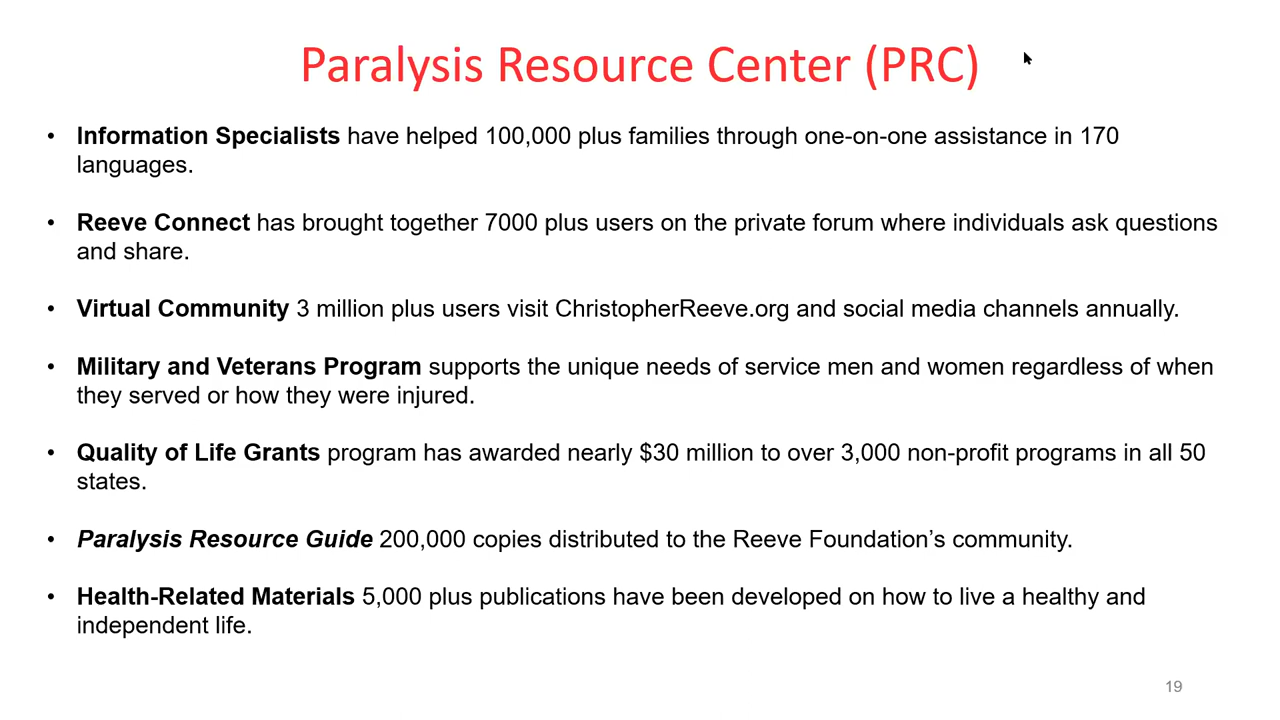 Paralysis Resource Center (PRC)
• Information Specialists have helped 100,000 plus families through one-on-one assistance in 170
languages.
• Reeve Connect has brought together 7000 plus users on the private forum where individuals ask questions
and share.
• Virtual Community 3 million plus users visit ChristopherReeve.org and social media channels annually.
• Military and Veterans Program supports the unique needs of service men and women regardless of when
they served or how they were injured.
• Quality of Life Grants program has awarded nearly $30 million to over 3,000 non-profit programs in all 50
states.
• Paralysis Resource Guide 200,000 copies distributed to the Reeve Foundation’s community.
• Health-Related Materials 5,000 plus publications have been developed on how to live a healthy and
independent life.
19